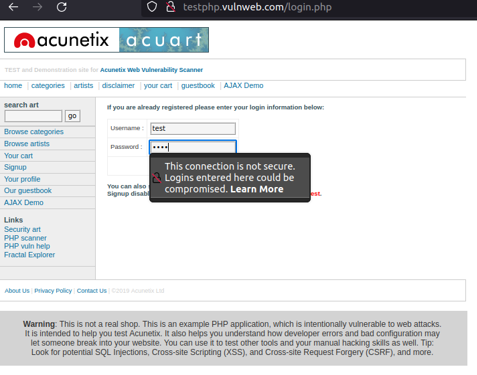 testphp.vulnweb.com/login.php
acunetix acuart
TEST and Demonstration site for Acunetix Web Vulnerability Scanner
home | categories | artists | disclaimer | your cart | guestbook | AJAX Demo
search art
go
Browse categories
Browse artists
Your cart
Signup
Your profile
Our guestbook
AJAX Demo
Links
Security art
PHP scanner
PHP vuln help
Fractal Explorer
If you are already registered please enter your login information below:
Username : test
Password : ••••
This connection is not secure.
Logins entered here could be
compromised. Learn More
You can also
Signup disabl
est.
About Us | Privacy Policy | Contact Us | ©2019 Acunetix Ltd
Warning: This is not a real shop. This is an example PHP application, which is intentionally vulnerable to web attacks.
It is intended to help you test Acunetix. It also helps you understand how developer errors and bad configuration may
let someone break into your website. You can use it to test other tools and your manual hacking skills as well. Tip:
Look for potential SQL Injections, Cross-site Scripting (XSS), and Cross-site Request Forgery (CSRF), and more.